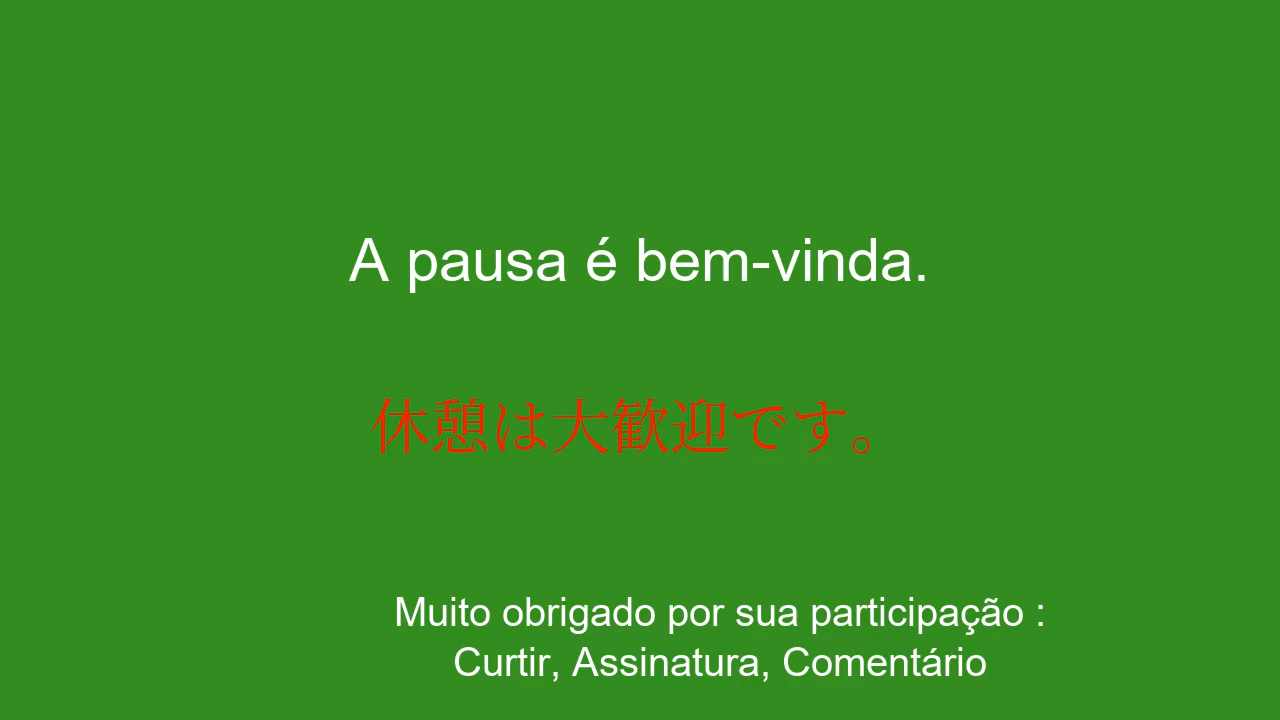 A pausa é bem-vinda.
休憩は大歓迎です。
Muito obrigado por sua participação :
Curtir, Assinatura, Comentário